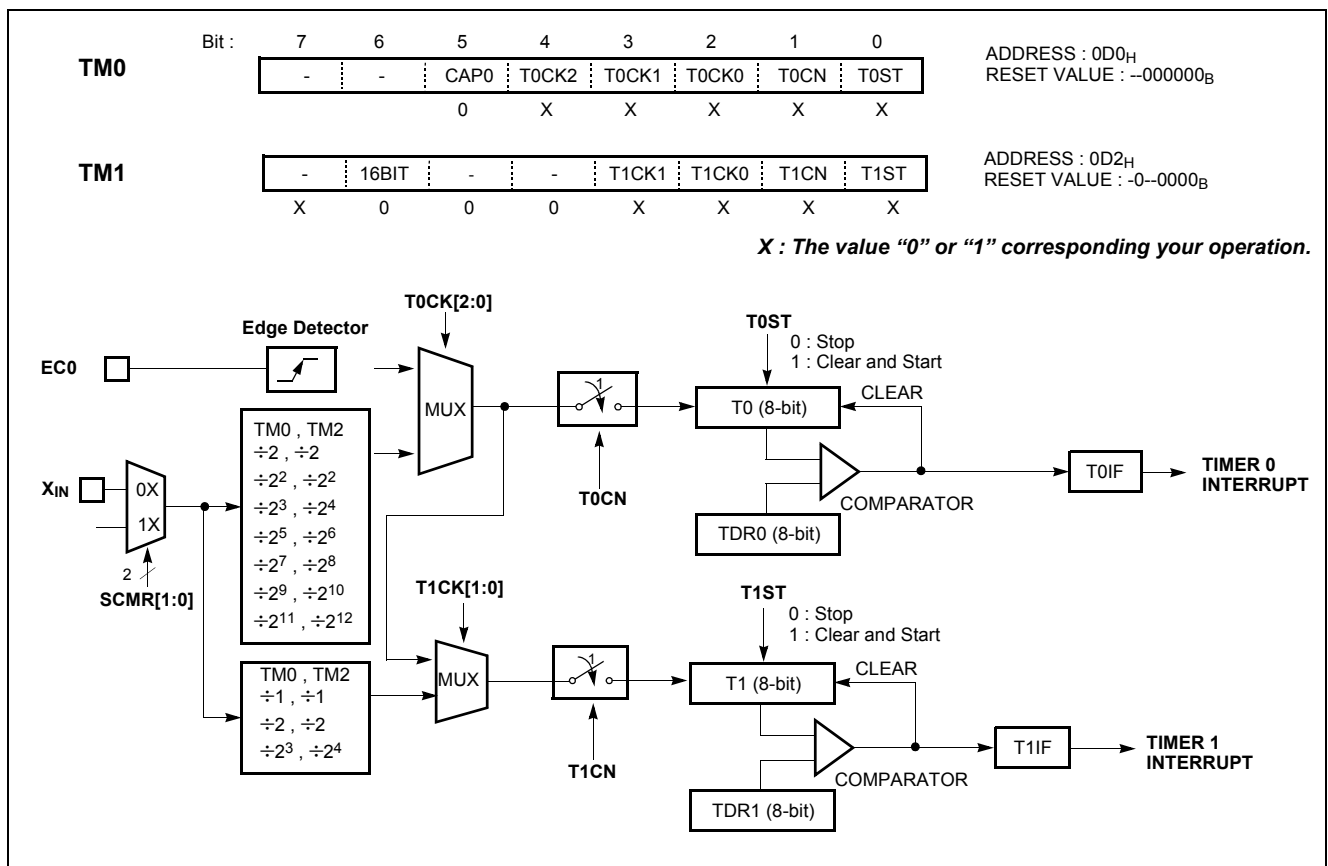 Bit : 7 6 5 4 3 2 1 0
TM0
- - CAP0 T0CK2 T0CK1 T0CK0 T0CN T0ST
0 X X X X X
ADDRESS : 0D0H
RESET VALUE : --000000B
TM1
- 16BIT - - T1CK1 T1CK0 T1CN T1ST
X 0 0 0 X X X X
ADDRESS : 0D2H
RESET VALUE : -0--0000B
X : The value “0” or “1” corresponding your operation.
T0CK[2:0]
Edge Detector
EC0
MUX
1
T0CN
T0ST
0 : Stop
1 : Clear and Start
T0 (8-bit)
CLEAR
COMPARATOR
TDR0 (8-bit)
T0IF
TIMER 0
INTERRUPT
XIN
0X
1X
2
SCMR[1:0]
TM0 , TM2
÷2 , ÷2
÷2² , ÷2²
÷2³ , ÷2⁴
÷2⁵ , ÷2⁶
÷2⁷ , ÷2⁸
÷2⁹ , ÷2¹⁰
÷2¹¹ , ÷2¹²
TM0 , TM2
÷1 , ÷1
÷2 , ÷2
÷2³ , ÷2⁴
T1CK[1:0]
MUX
1
T1CN
T1ST
0 : Stop
1 : Clear and Start
T1 (8-bit)
CLEAR
COMPARATOR
TDR1 (8-bit)
T1IF
TIMER 1
INTERRUPT